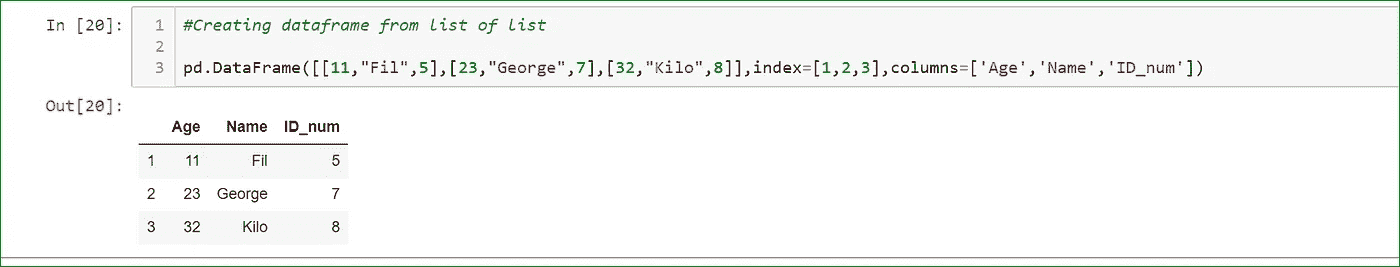 In [20]:
1 #Creating dataframe from list of list
2
3 pd.DataFrame([[11,"Fil",5],[23,"George",7],[32,"Kilo",8]],index=[1,2,3],columns=['Age','Name','ID_num'])
Out[20]:
Age Name ID_num
1 11 Fil 5
2 23 George 7
3 32 Kilo 8